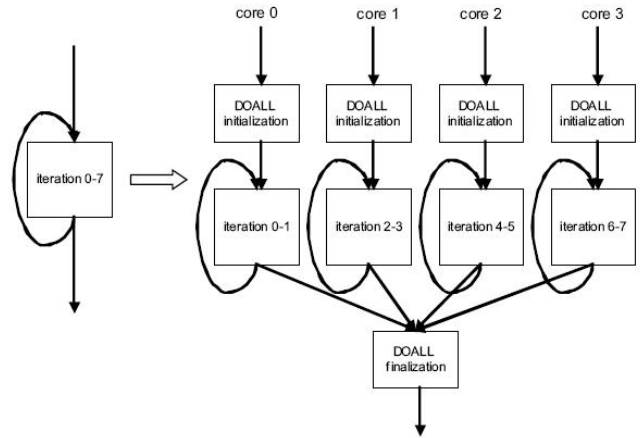 core 0
core 1
core 2
core 3
DOALL
initialization
DOALL
initialization
DOALL
initialization
DOALL
initialization
iteration 0-7
iteration 0-1
iteration 2-3
iteration 4-5
iteration 6-7
DOALL
finalization